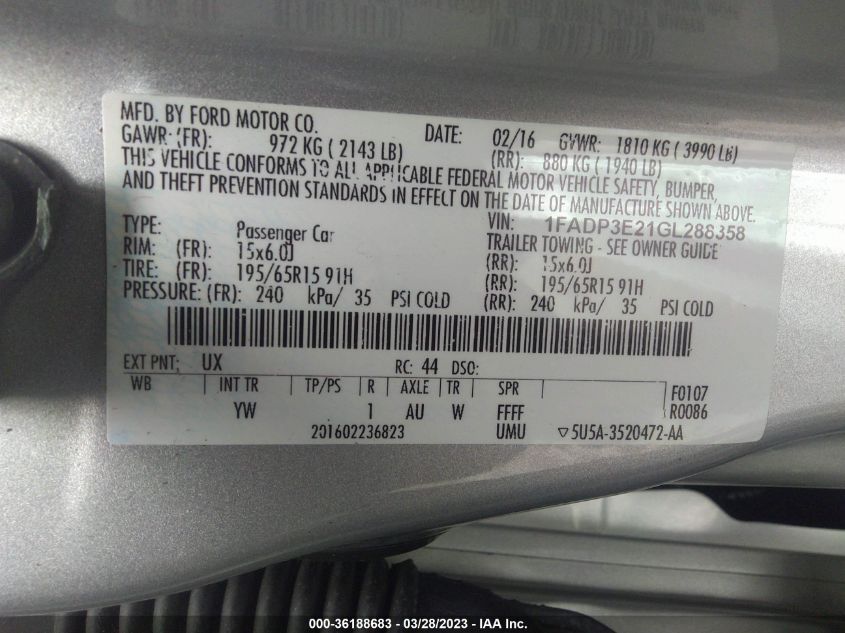 MFD. BY FORD MOTOR CO. DATE: 02/16 GVWR: 1810 KG ( 3990 LB)
GAWR: (FR): 972 KG ( 2143 LB) (RR): 880 KG ( 1940 LB)
THIS VEHICLE CONFORMS TO ALL APPLICABLE FEDERAL MOTOR VEHICLE SAFETY, BUMPER,
AND THEFT PREVENTION STANDARDS IN EFFECT ON THE DATE OF MANUFACTURE SHOWN ABOVE.
VIN: 1FADP3E21GL288358
TYPE: Passenger Car TRAILER TOWING - SEE OWNER GUIDE
RIM: (FR): 15x6.0J (RR): 15x6.0J
TIRE: (FR): 195/65R15 91H (RR): 195/65R15 91H
PRESSURE: (FR): 240 kPa/ 35 PSI COLD (RR): 240 kPa/ 35 PSI COLD
EXT PNT: UX RC: 44 DSO:
WB INT TR TP/PS R AXLE TR SPR F0107
YW 1 AU W FFFF R0086
201602236823 UMU ▽5U5A-3520472-AA
000-36188683 - 03/28/2023 - IAA Inc.